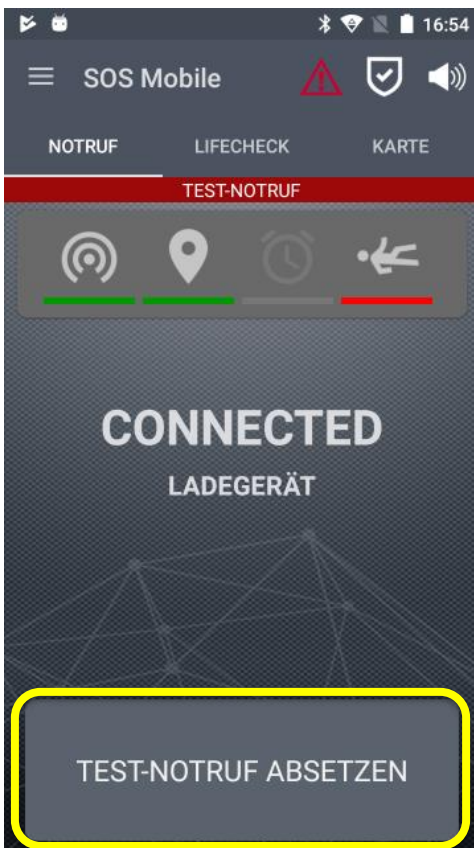 16:54
SOS Mobile
NOTRUF LIFECHECK KARTE
TEST-NOTRUF
CONNECTED
LADEGERÄT
TEST-NOTRUF ABSETZEN